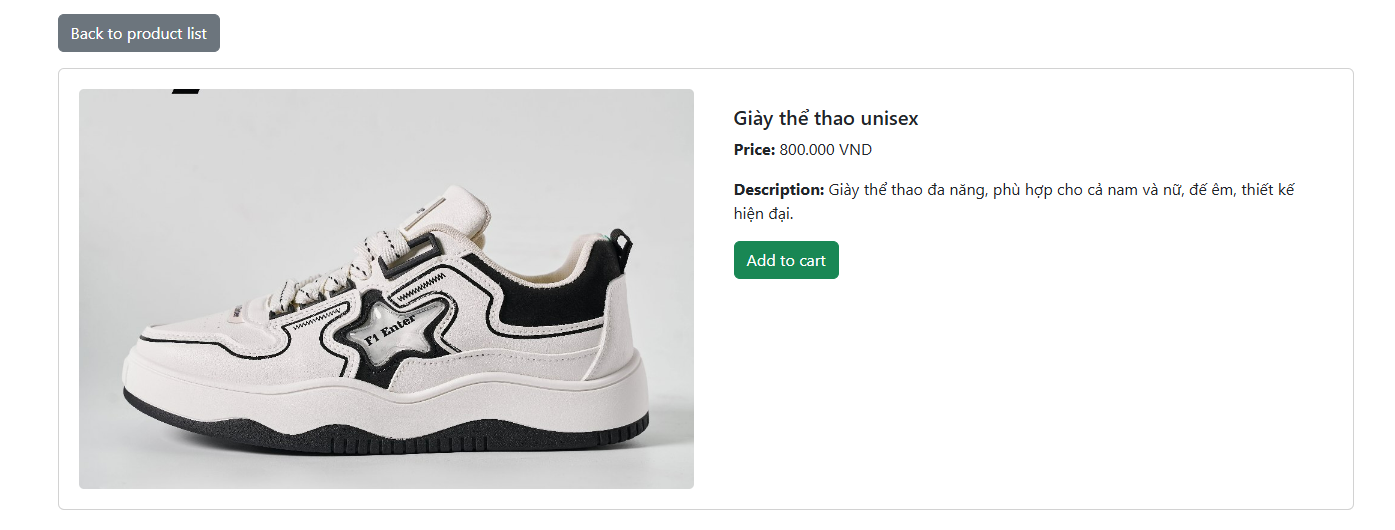 Back to product list
Giày thể thao unisex
Price: 800.000 VND
Description: Giày thể thao đa năng, phù hợp cho cả nam và nữ, đế êm, thiết kế
hiện đại.
Add to cart
F1 Enter